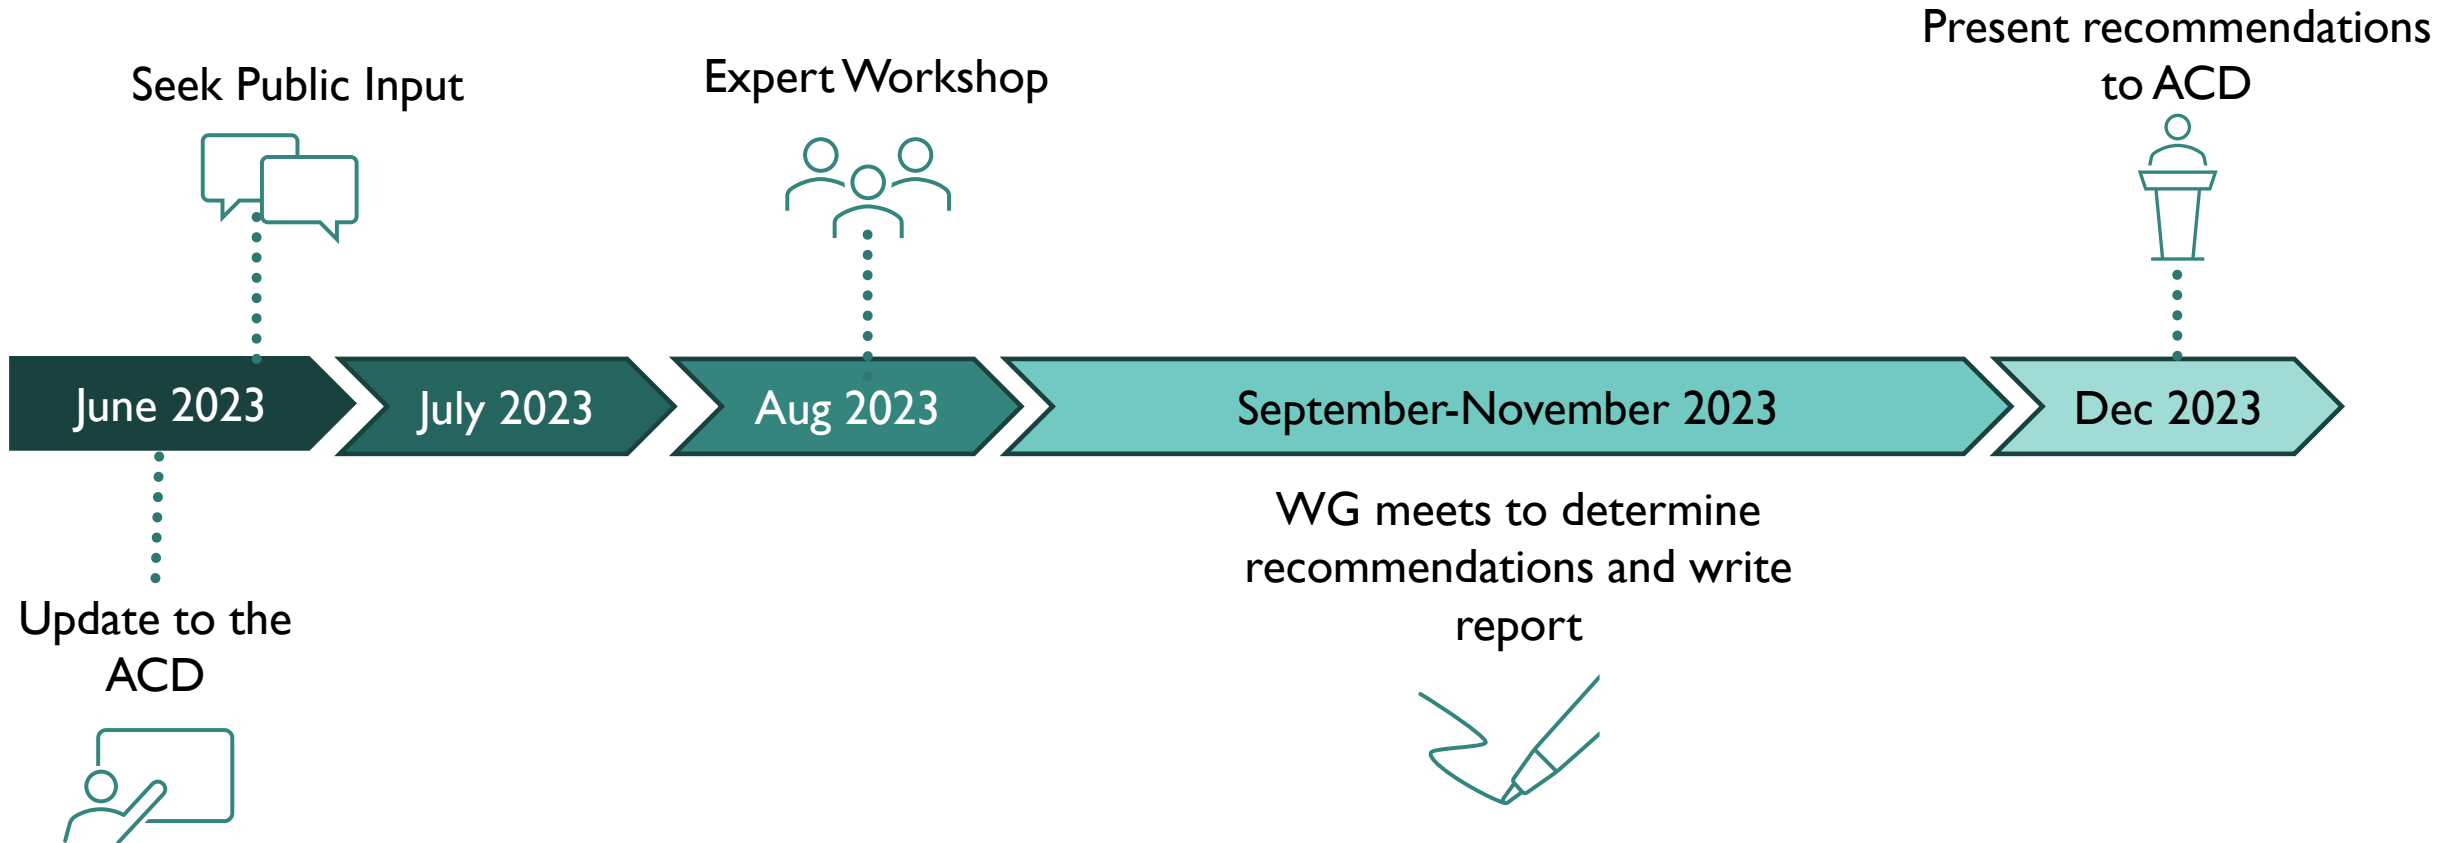 Present recommendations
to ACD
Seek Public Input
Expert Workshop
June 2023
July 2023
Aug 2023
September-November 2023
Dec 2023
WG meets to determine
recommendations and write
report
Update to the
ACD